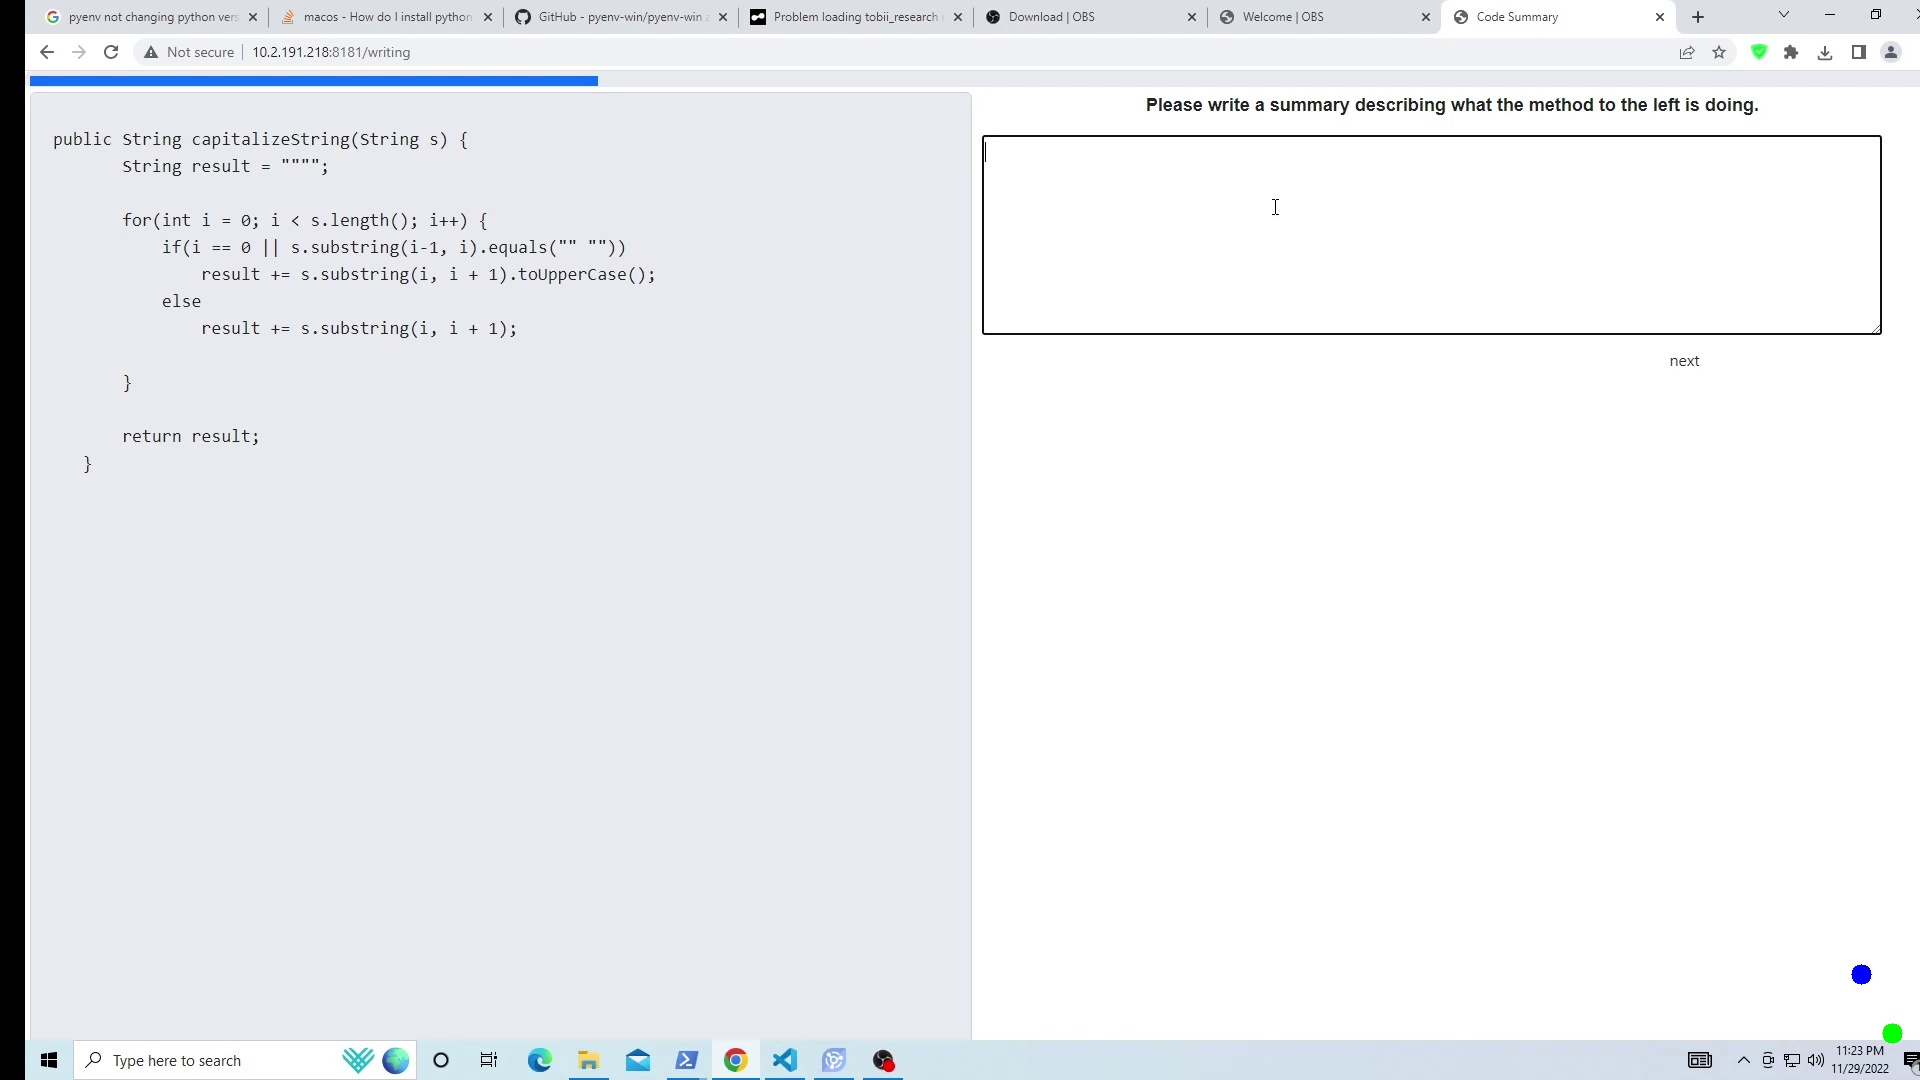 pyenv not changing python vers
macos - How do I install python
GitHub - pyenv-win/pyenv-win
Problem loading tobii_research
Download | OBS
Welcome | OBS
Code Summary
Not secure
10.2.191.218:8181/writing
public String capitalizeString(String s) {
String result = """";
for(int i = 0; i < s.length(); i++) {
if(i == 0 || s.substring(i-1, i).equals("" ""))
result += s.substring(i, i + 1).toUpperCase();
else
result += s.substring(i, i + 1);
}
return result;
}
Please write a summary describing what the method to the left is doing.
next
Type here to search
11:23 PM
11/29/2022